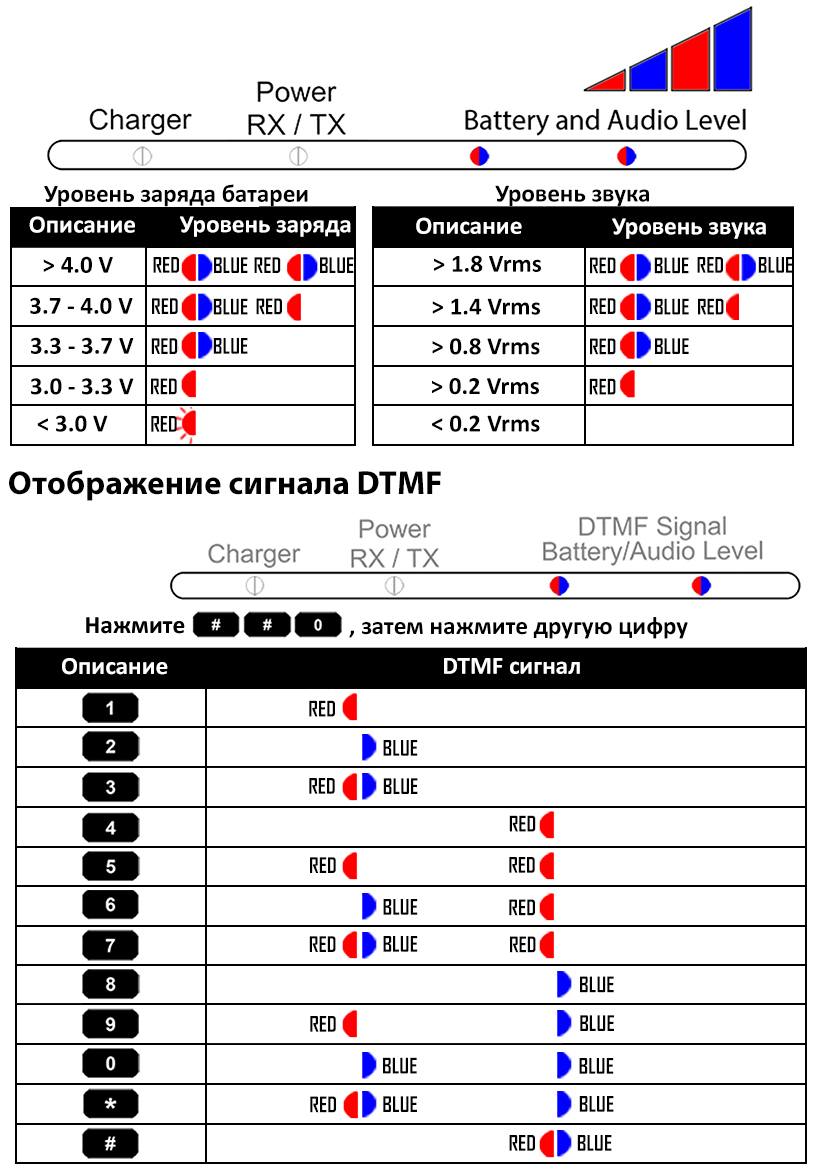 Power
Charger RX / TX Battery and Audio Level
Уровень заряда батареи Уровень звука
Описание Уровень заряда Описание Уровень звука
> 4.0 V RED BLUE RED BLUE > 1.8 Vrms RED BLUE RED BLUE
3.7 - 4.0 V RED BLUE RED > 1.4 Vrms RED BLUE RED
3.3 - 3.7 V RED BLUE > 0.8 Vrms RED BLUE
3.0 - 3.3 V RED > 0.2 Vrms RED
< 3.0 V RED < 0.2 Vrms
Отображение сигнала DTMF
Power DTMF Signal
Charger RX / TX Battery/Audio Level
Нажмите # # 0 , затем нажмите другую цифру
Описание DTMF сигнал
1 RED
2 BLUE
3 RED BLUE
4 RED
5 RED RED
6 BLUE RED
7 RED BLUE RED
8 BLUE
9 RED BLUE
0 BLUE BLUE
* RED BLUE BLUE
# RED BLUE